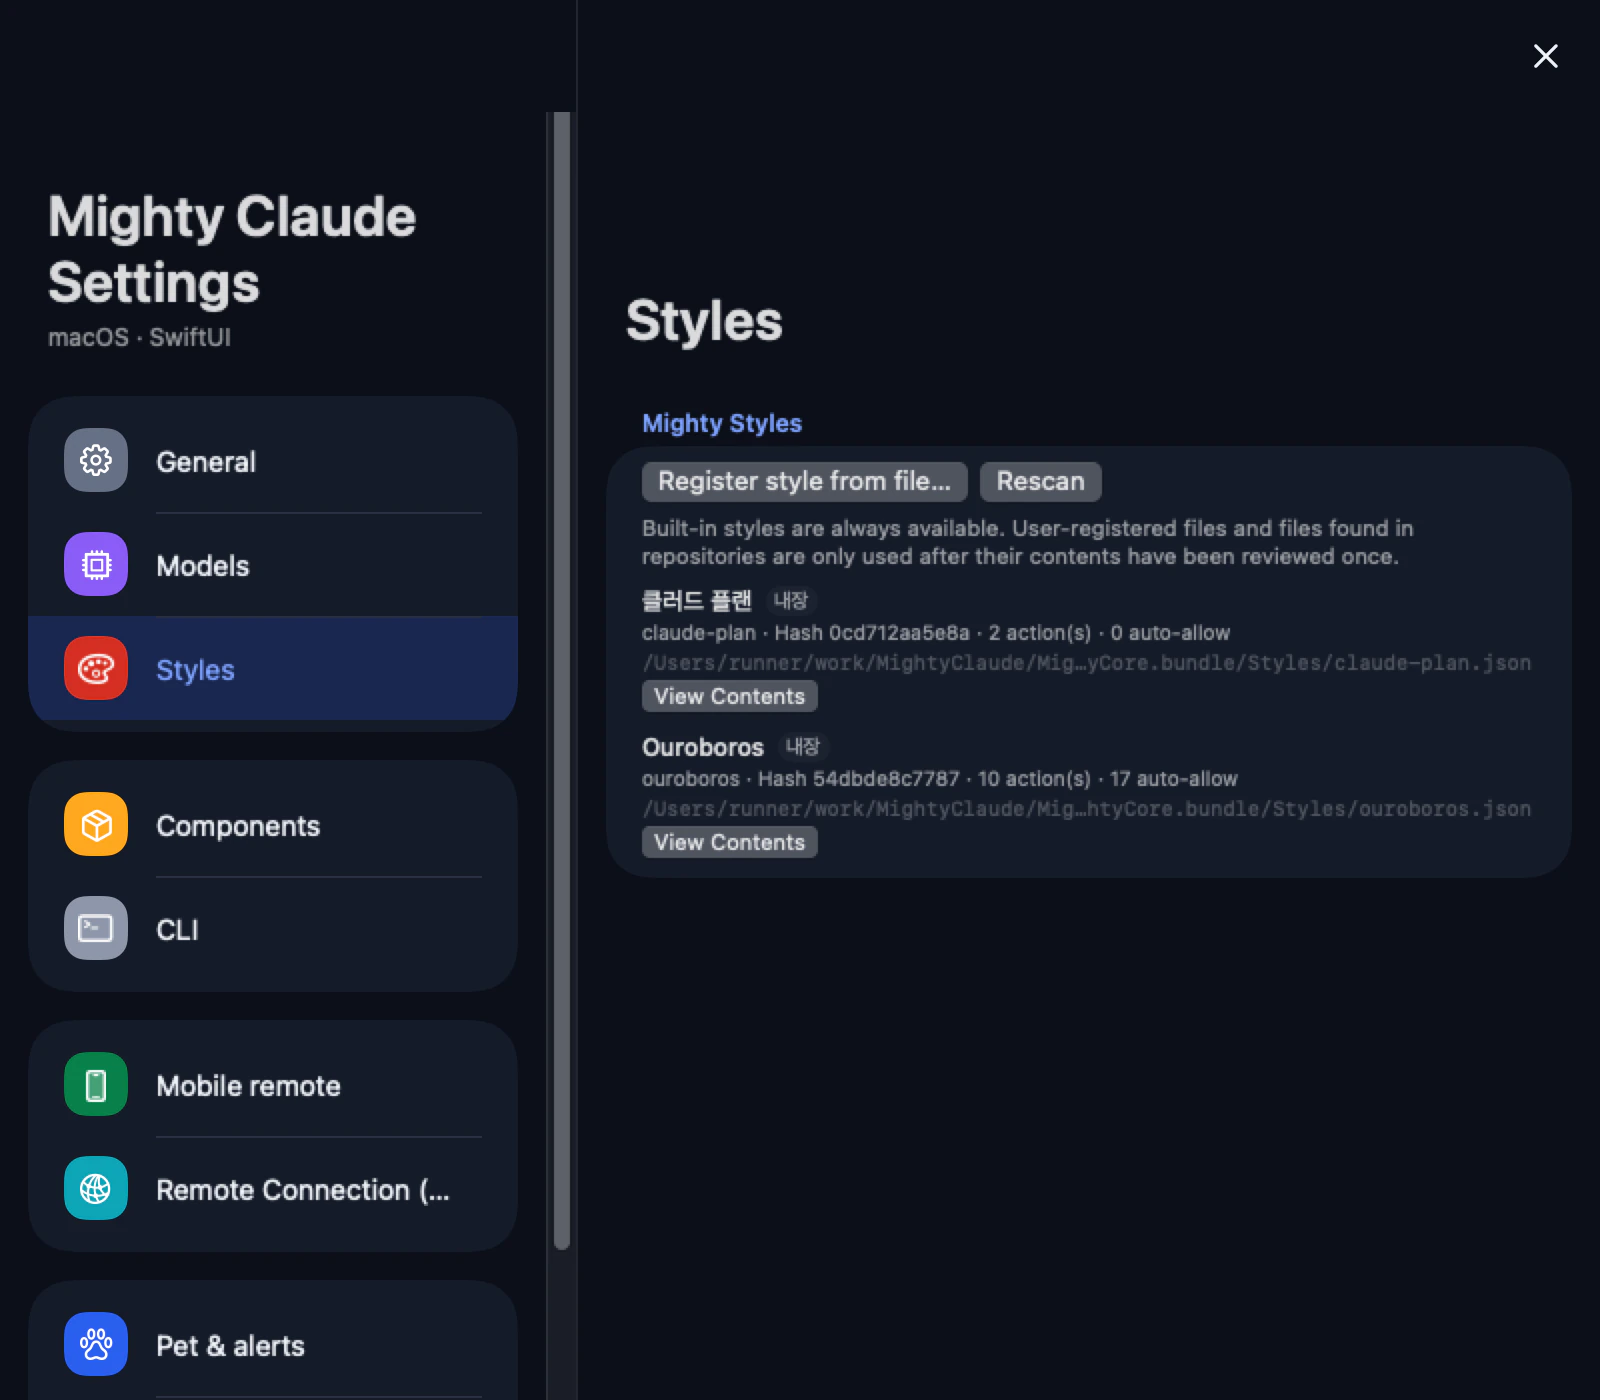 Mighty Claude
Settings
macOS · SwiftUI
General
Models
Styles
Components
CLI
Mobile remote
Remote Connection (...
Pet & alerts
Styles
Mighty Styles
Register style from file...
Rescan
Built-in styles are always available. User-registered files and files found in
repositories are only used after their contents have been reviewed once.
클러드 플랜 내장
claude-plan · Hash 0cd712aa5e8a · 2 action(s) · 0 auto-allow
/Users/runner/work/MightyClaude/Mig…yCore.bundle/Styles/claude-plan.json
View Contents
Ouroboros 내장
ouroboros · Hash 54dbde8c7787 · 10 action(s) · 17 auto-allow
/Users/runner/work/MightyClaude/Mig…htyCore.bundle/Styles/ouroboros.json
View Contents